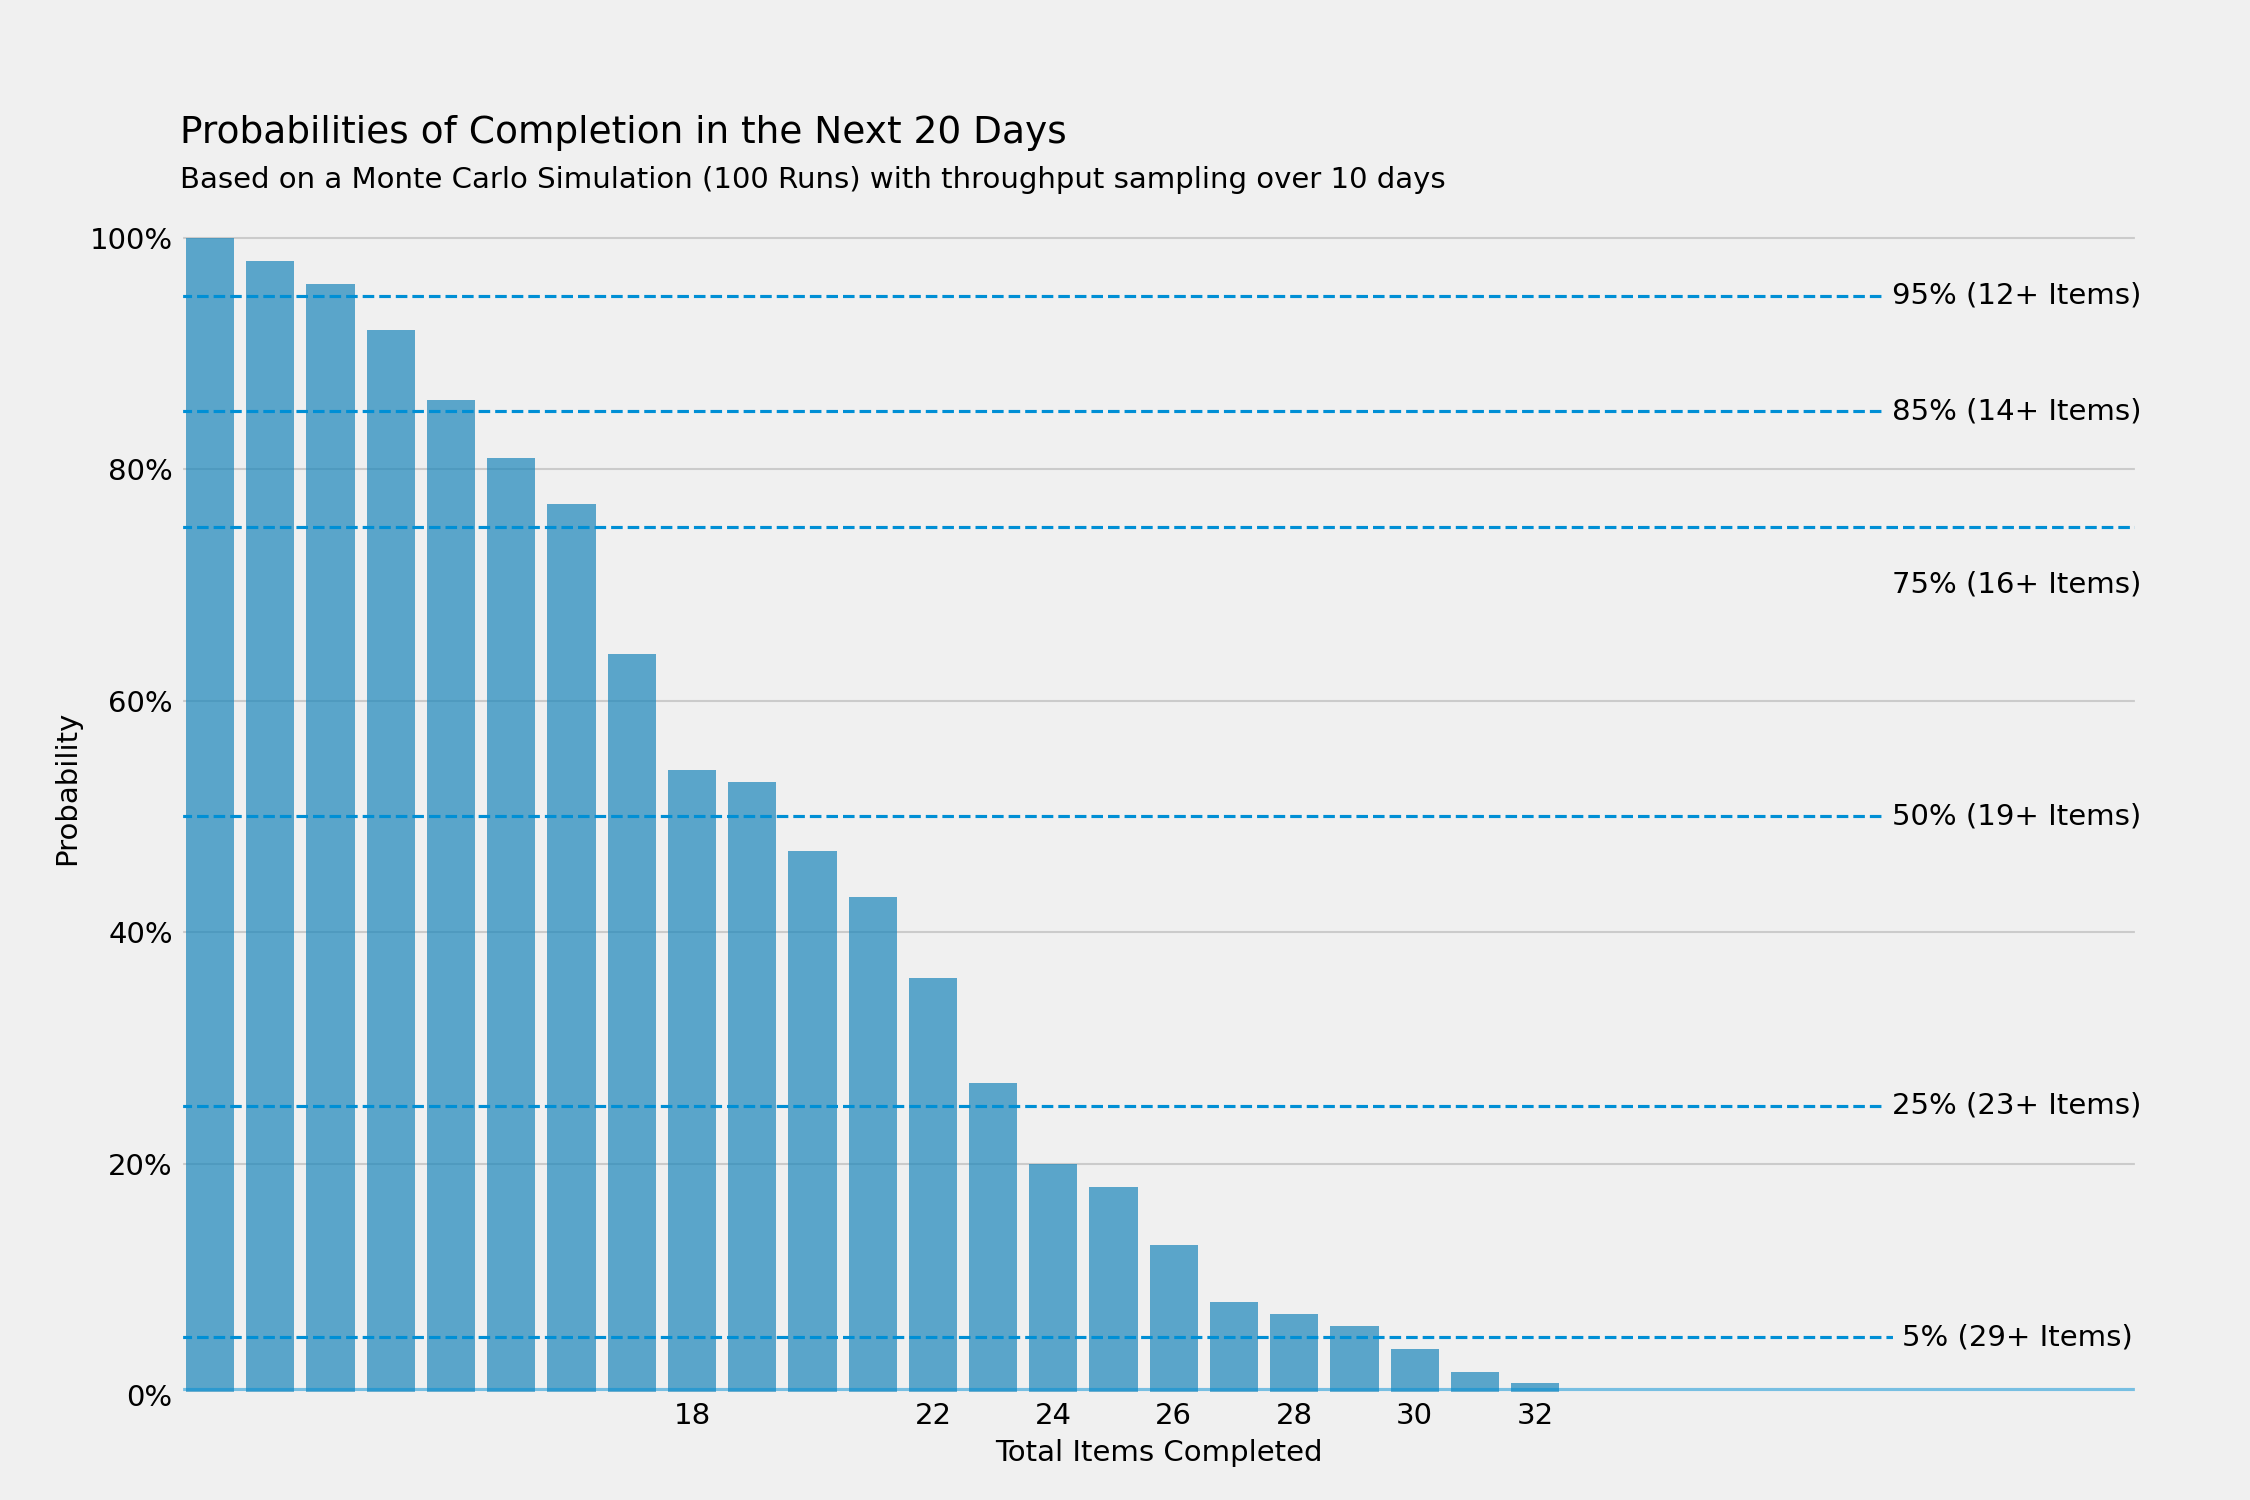 Probabilities of Completion in the Next 20 Days
Based on a Monte Carlo Simulation (100 Runs) with throughput sampling over 10 days
100%
95% (12+ Items)
85% (14+ Items)
80%
75% (16+ Items)
60%
Probability
50% (19+ Items)
40%
25% (23+ Items)
20%
5% (29+ Items)
0%
18 22 24 26 28 30 32
Total Items Completed